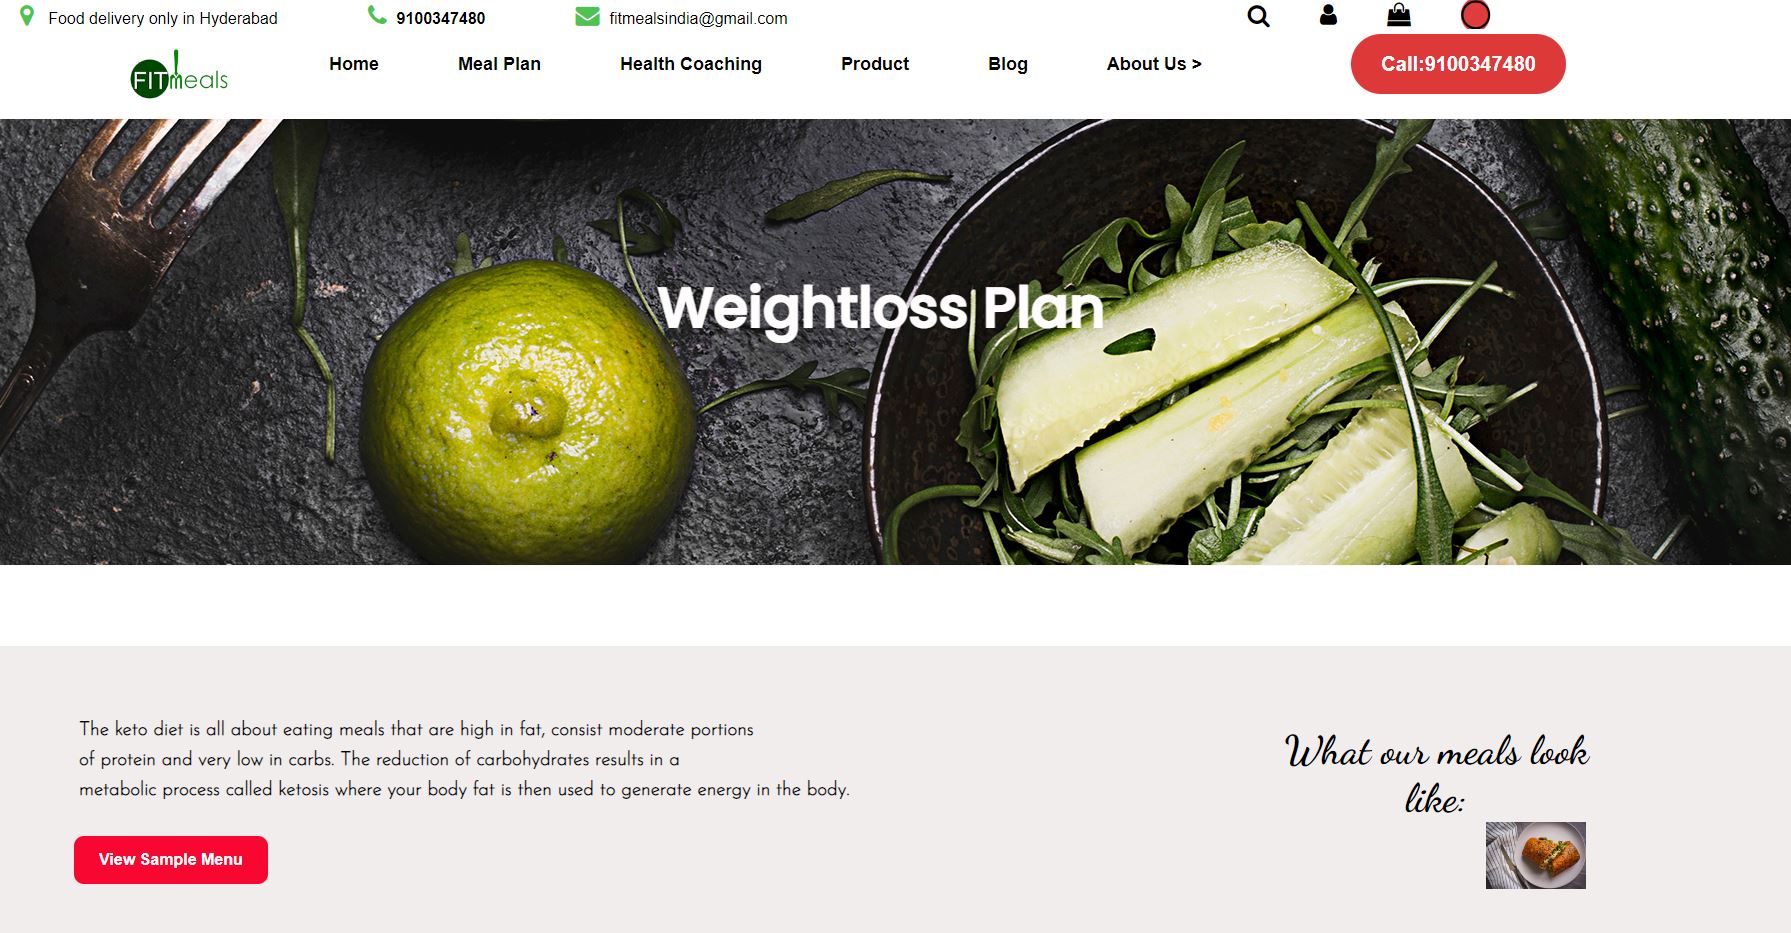 Food delivery only in Hyderabad
9100347480
fitmealsindia@gmail.com
FITmeals
Home
Meal Plan
Health Coaching
Product
Blog
About Us >
Call:9100347480
Weightloss Plan
The keto diet is all about eating meals that are high in fat, consist moderate portions
of protein and very low in carbs. The reduction of carbohydrates results in a
metabolic process called ketosis where your body fat is then used to generate energy in the body.
View Sample Menu
What our meals look
like: